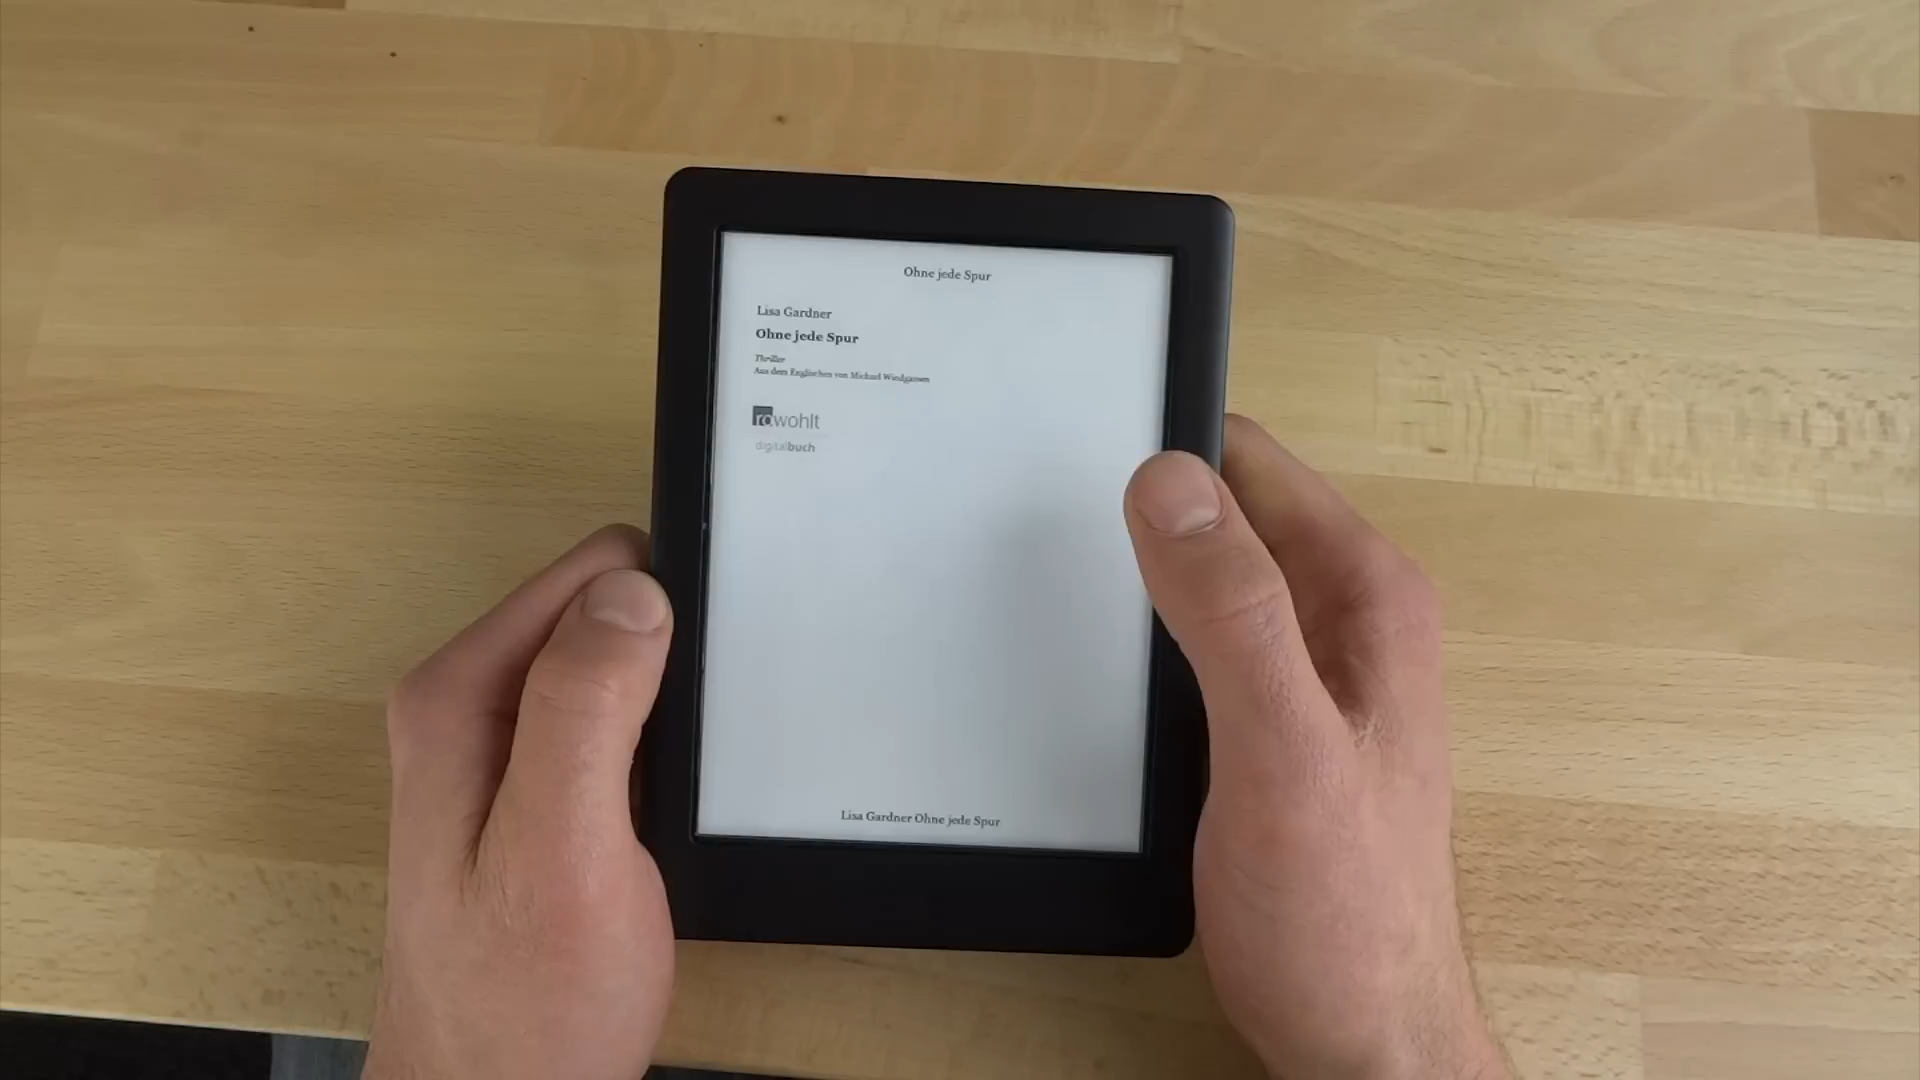 Ohne jede Spur
Lisa Gardner
Ohne jede Spur
Thriller
Aus dem Englischen von Michael Windgassen
rowohlt
digitalbuch
Lisa Gardner Ohne jede Spur